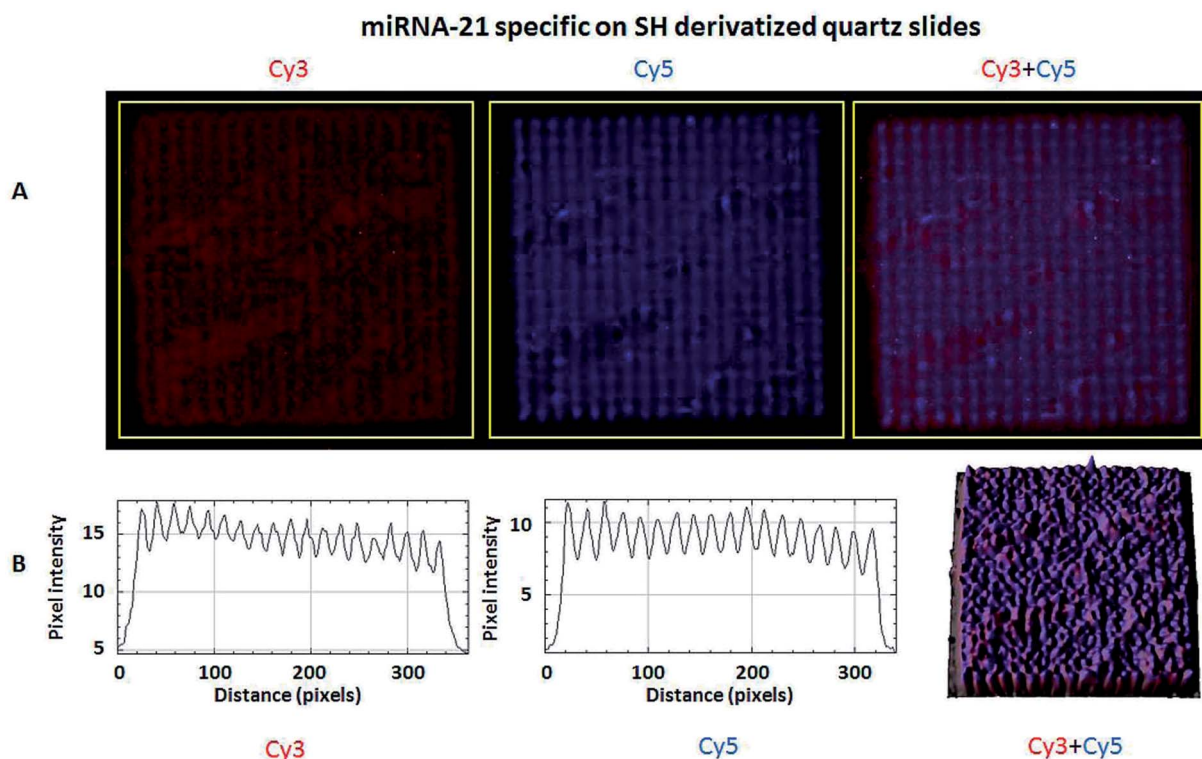 miRNA-21 specific on SH derivatized quartz slides
Cy3 Cy5 Cy3+Cy5
A
B
Pixel intensity
15
10
5
0 100 200 300
Distance (pixels)
Pixel intensity
10
5
0 100 200 300
Distance (pixels)
Cy3 Cy5 Cy3+Cy5